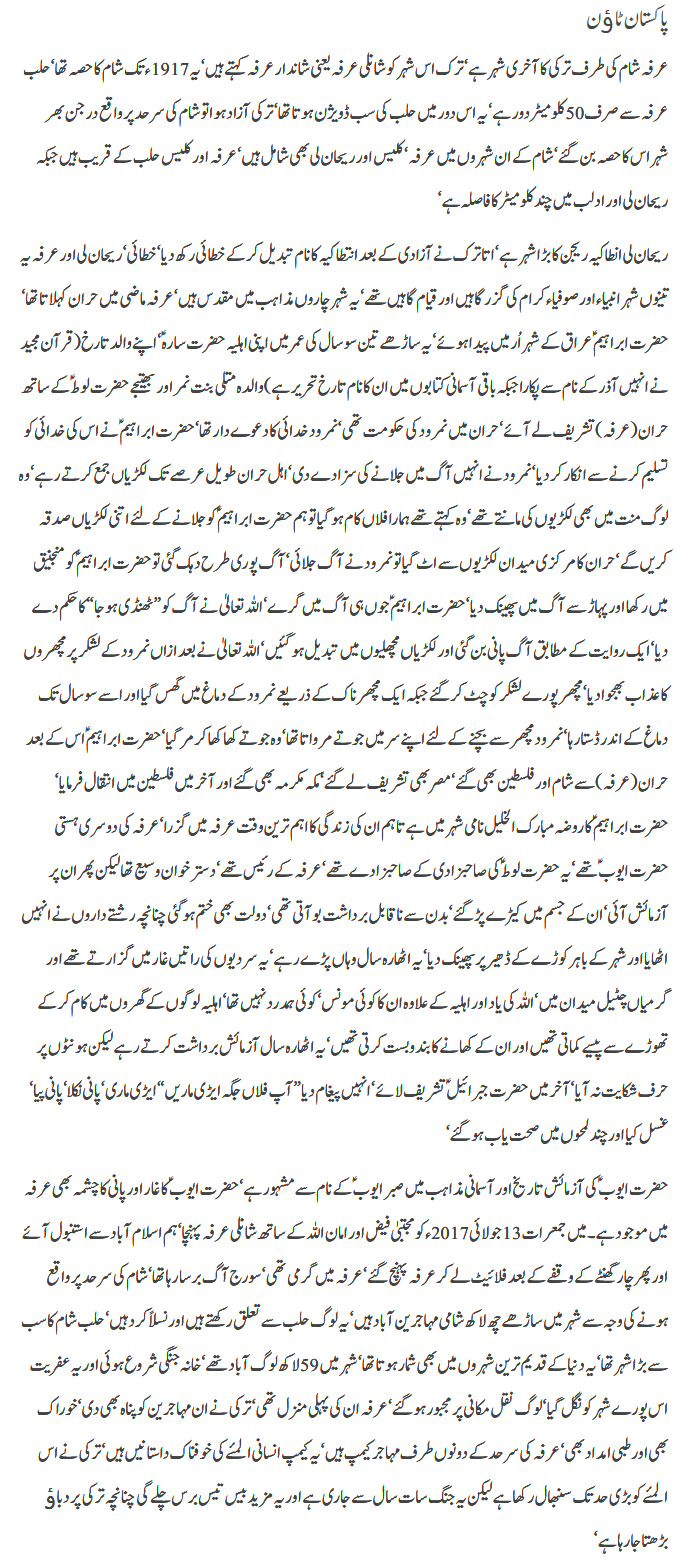 پاکستان ٹاؤن
عرفہ شام کی طرف ترکی کا آخری شہر ہے‘ ترک اس شہر کو شانلی عرفہ یعنی شاندار عرفہ کہتے ہیں‘ یہ 1917ء تک شام کا حصہ تھا‘ حلب
عرفہ سے صرف 50 کلومیٹر دور ہے‘ یہ اس دور میں حلب کی سب ڈویژن ہوتا تھا‘ ترکی آزاد ہوا تو شام کی سرحد پر واقع درجن بھر
شہر اس کا حصہ بن گئے‘ شام کے ان شہروں میں عرفہ‘ کلیس اور ریحان لی بھی شامل ہیں‘ عرفہ اور کلیس حلب کے قریب ہیں جبکہ
ریحان لی اور ادلب میں چند کلومیٹر کا فاصلہ ہے‘
ریحان لی انطاکیہ ریجن کا بڑا شہر ہے‘ اتاترک نے آزادی کے بعد انتطاکیہ کا نام تبدیل کر کے خطائی رکھ دیا‘ خطائی‘ ریحان لی اور عرفہ یہ
تینوں شہر انبیاء اور صوفیاء کرام کی گزر گاہیں اور قیام گاہیں تھے‘ یہ شہر چاروں مذاہب میں مقدس ہیں‘ عرفہ ماضی میں حران کہلاتا تھا‘
حضرت ابراہیم ؑ عراق کے شہر اُر میں پیدا ہوئے‘ یہ ساڑھے تین سو سال کی عمر میں اپنی اہلیہ حضرت سارہ ؑ‘ اپنے والد تارخ (قرآن مجید
نے انہیں آذر کے نام سے پکارا جبکہ باقی آسمانی کتابوں میں ان کا نام تارخ تحریر ہے) والدہ متلی بنت نمر اور بھتیجے حضرت لوط ؑ کے ساتھ
حران (عرفہ) تشریف لے آئے‘ حران میں نمرود کی حکومت تھی‘ نمرود خدائی کا دعوے دار تھا‘ حضرت ابراہیم ؑ نے اس کی خدائی کو
تسلیم کرنے سے انکار کر دیا‘ نمرود نے انہیں آگ میں جلانے کی سزا دے دی‘ اہل حران طویل عرصے تک لکڑیاں جمع کرتے رہے‘ وہ
لوگ منت میں بھی لکڑیوں کی مانتے تھے‘ وہ کہتے تھے ہمارا فلاں کام ہو گیا تو ہم حضرت ابراہیم ؑ کو جلانے کے لئے اتنی لکڑیاں صدقہ
کریں گے‘ حران کا مرکزی میدان لکڑیوں سے اٹ گیا تو نمرود نے آگ جلائی‘ آگ پوری طرح دہک گئی تو حضرت ابراہیم ؑ کو منجنیق
میں رکھا اور پہاڑ سے آگ میں پھینک دیا‘ حضرت ابراہیم ؑ جوں ہی آگ میں گرے‘ اللہ تعالیٰ نے آگ کو ”ٹھنڈی ہو جا“ کا حکم دے
دیا‘ ایک روایت کے مطابق آگ پانی بن گئی اور لکڑیاں مچھلیوں میں تبدیل ہو گئیں‘ اللہ تعالیٰ نے بعد ازاں نمرود کے لشکر پر مچھروں
کا عذاب بھجوا دیا‘ مچھر پورے لشکر کو چٹ کر گئے جبکہ ایک مچھر ناک کے ذریعے نمرود کے دماغ میں گھس گیا اور اسے سو سال تک
دماغ کے اندر ڈستا رہا‘ نمرود مچھر سے بچنے کے لئے اپنے سر میں جوتے مرواتا تھا‘ وہ جوتے کھا کھا کر مر گیا‘ حضرت ابراہیم ؑ اس کے بعد
حران (عرفہ) سے شام اور فلسطین بھی گئے‘ مصر بھی تشریف لے گئے‘ مکہ مکرمہ بھی گئے اور آخر میں فلسطین میں انتقال فرمایا‘
حضرت ابراہیم ؑ کا روضہ مبارک الخلیل نامی شہر میں ہے تاہم ان کی زندگی کا اہم ترین وقت عرفہ میں گزرا‘ عرفہ کی دوسری ہستی
حضرت ایوب ؑ تھے‘ یہ حضرت لوط ؑ کی صاحبزادی کے صاحبزادے تھے‘ عرفہ کے رئیس تھے‘ دستر خوان وسیع تھا لیکن پھر ان پر
آزمائش آئی‘ ان کے جسم میں کیڑے پڑ گئے‘ بدن سے ناقابل برداشت بو آتی تھی‘ دولت بھی ختم ہو گئی چنانچہ رشتے داروں نے انہیں
اٹھایا اور شہر کے باہر کوڑے کے ڈھیر پر پھینک دیا‘ یہ اٹھارہ سال وہاں پڑے رہے‘ یہ سردیوں کی راتیں غار میں گزارتے تھے اور
گرمیاں چٹیل میدان میں‘ اللہ کی یاد اور اہلیہ کے علاوہ ان کا کوئی مونس‘ کوئی ہمدرد نہیں تھا‘ اہلیہ لوگوں کے گھروں میں کام کر کے
تھوڑے سے پیسے کماتی تھیں اور ان کے کھانے کا بندوبست کرتی تھیں‘ یہ اٹھارہ سال آزمائش برداشت کرتے رہے لیکن ہونٹوں پر
حرف شکایت نہ آیا‘ آخر میں حضرت جبرائیل ؑ تشریف لائے‘ انہیں پیغام دیا ”آپ فلاں جگہ ایڑی ماریں“ ایڑی ماری‘ پانی نکلا‘ پانی پیا‘
غسل کیا اور چند لمحوں میں صحت یاب ہو گئے‘
حضرت ایوب ؑ کی آزمائش تاریخ اور آسمانی مذاہب میں صبر ایوب ؑ کے نام سے مشہور ہے‘ حضرت ایوب ؑ کا غار اور پانی کا چشمہ بھی عرفہ
میں موجود ہے۔ میں جمعرات 13 جولائی 2017ء کو مجتبیٰ فیض اور امان اللہ کے ساتھ شانلی عرفہ پہنچا‘ ہم اسلام آباد سے استنبول آئے
اور پھر چار گھنٹے کے وقفے کے بعد فلائیٹ لے کر عرفہ پہنچ گئے‘ عرفہ میں گرمی تھی‘ سورج آگ برسا رہا تھا‘ شام کی سرحد پر واقع
ہونے کی وجہ سے شہر میں ساڑھے چھ لاکھ شامی مہاجرین آباد ہیں‘ یہ لوگ حلب سے تعلق رکھتے ہیں اور نسلاً کرد ہیں‘ حلب شام کا سب
سے بڑا شہر تھا‘ یہ دنیا کے قدیم ترین شہروں میں بھی شمار ہوتا تھا‘ شہر میں 59 لاکھ لوگ آباد تھے‘ خانہ جنگی شروع ہوئی اور یہ عفریت
اس پورے شہر کو نگل گیا‘ لوگ نقل مکانی پر مجبور ہو گئے‘ عرفہ ان کی پہلی منزل تھی‘ ترکی نے ان مہاجرین کو پناہ بھی دی‘ خوراک
بھی اور طبی امداد بھی‘ عرفہ کی سرحد کے دونوں طرف مہاجر کیمپ ہیں‘ یہ کیمپ انسانی المئے کی خوفناک داستانیں ہیں‘ ترکی نے اس
المئے کو بڑی حد تک سنبھال رکھا ہے لیکن یہ جنگ سات سال سے جاری ہے اور یہ مزید بیس تیس برس چلے گی چنانچہ ترکی پر دباؤ
بڑھتا جا رہا ہے‘